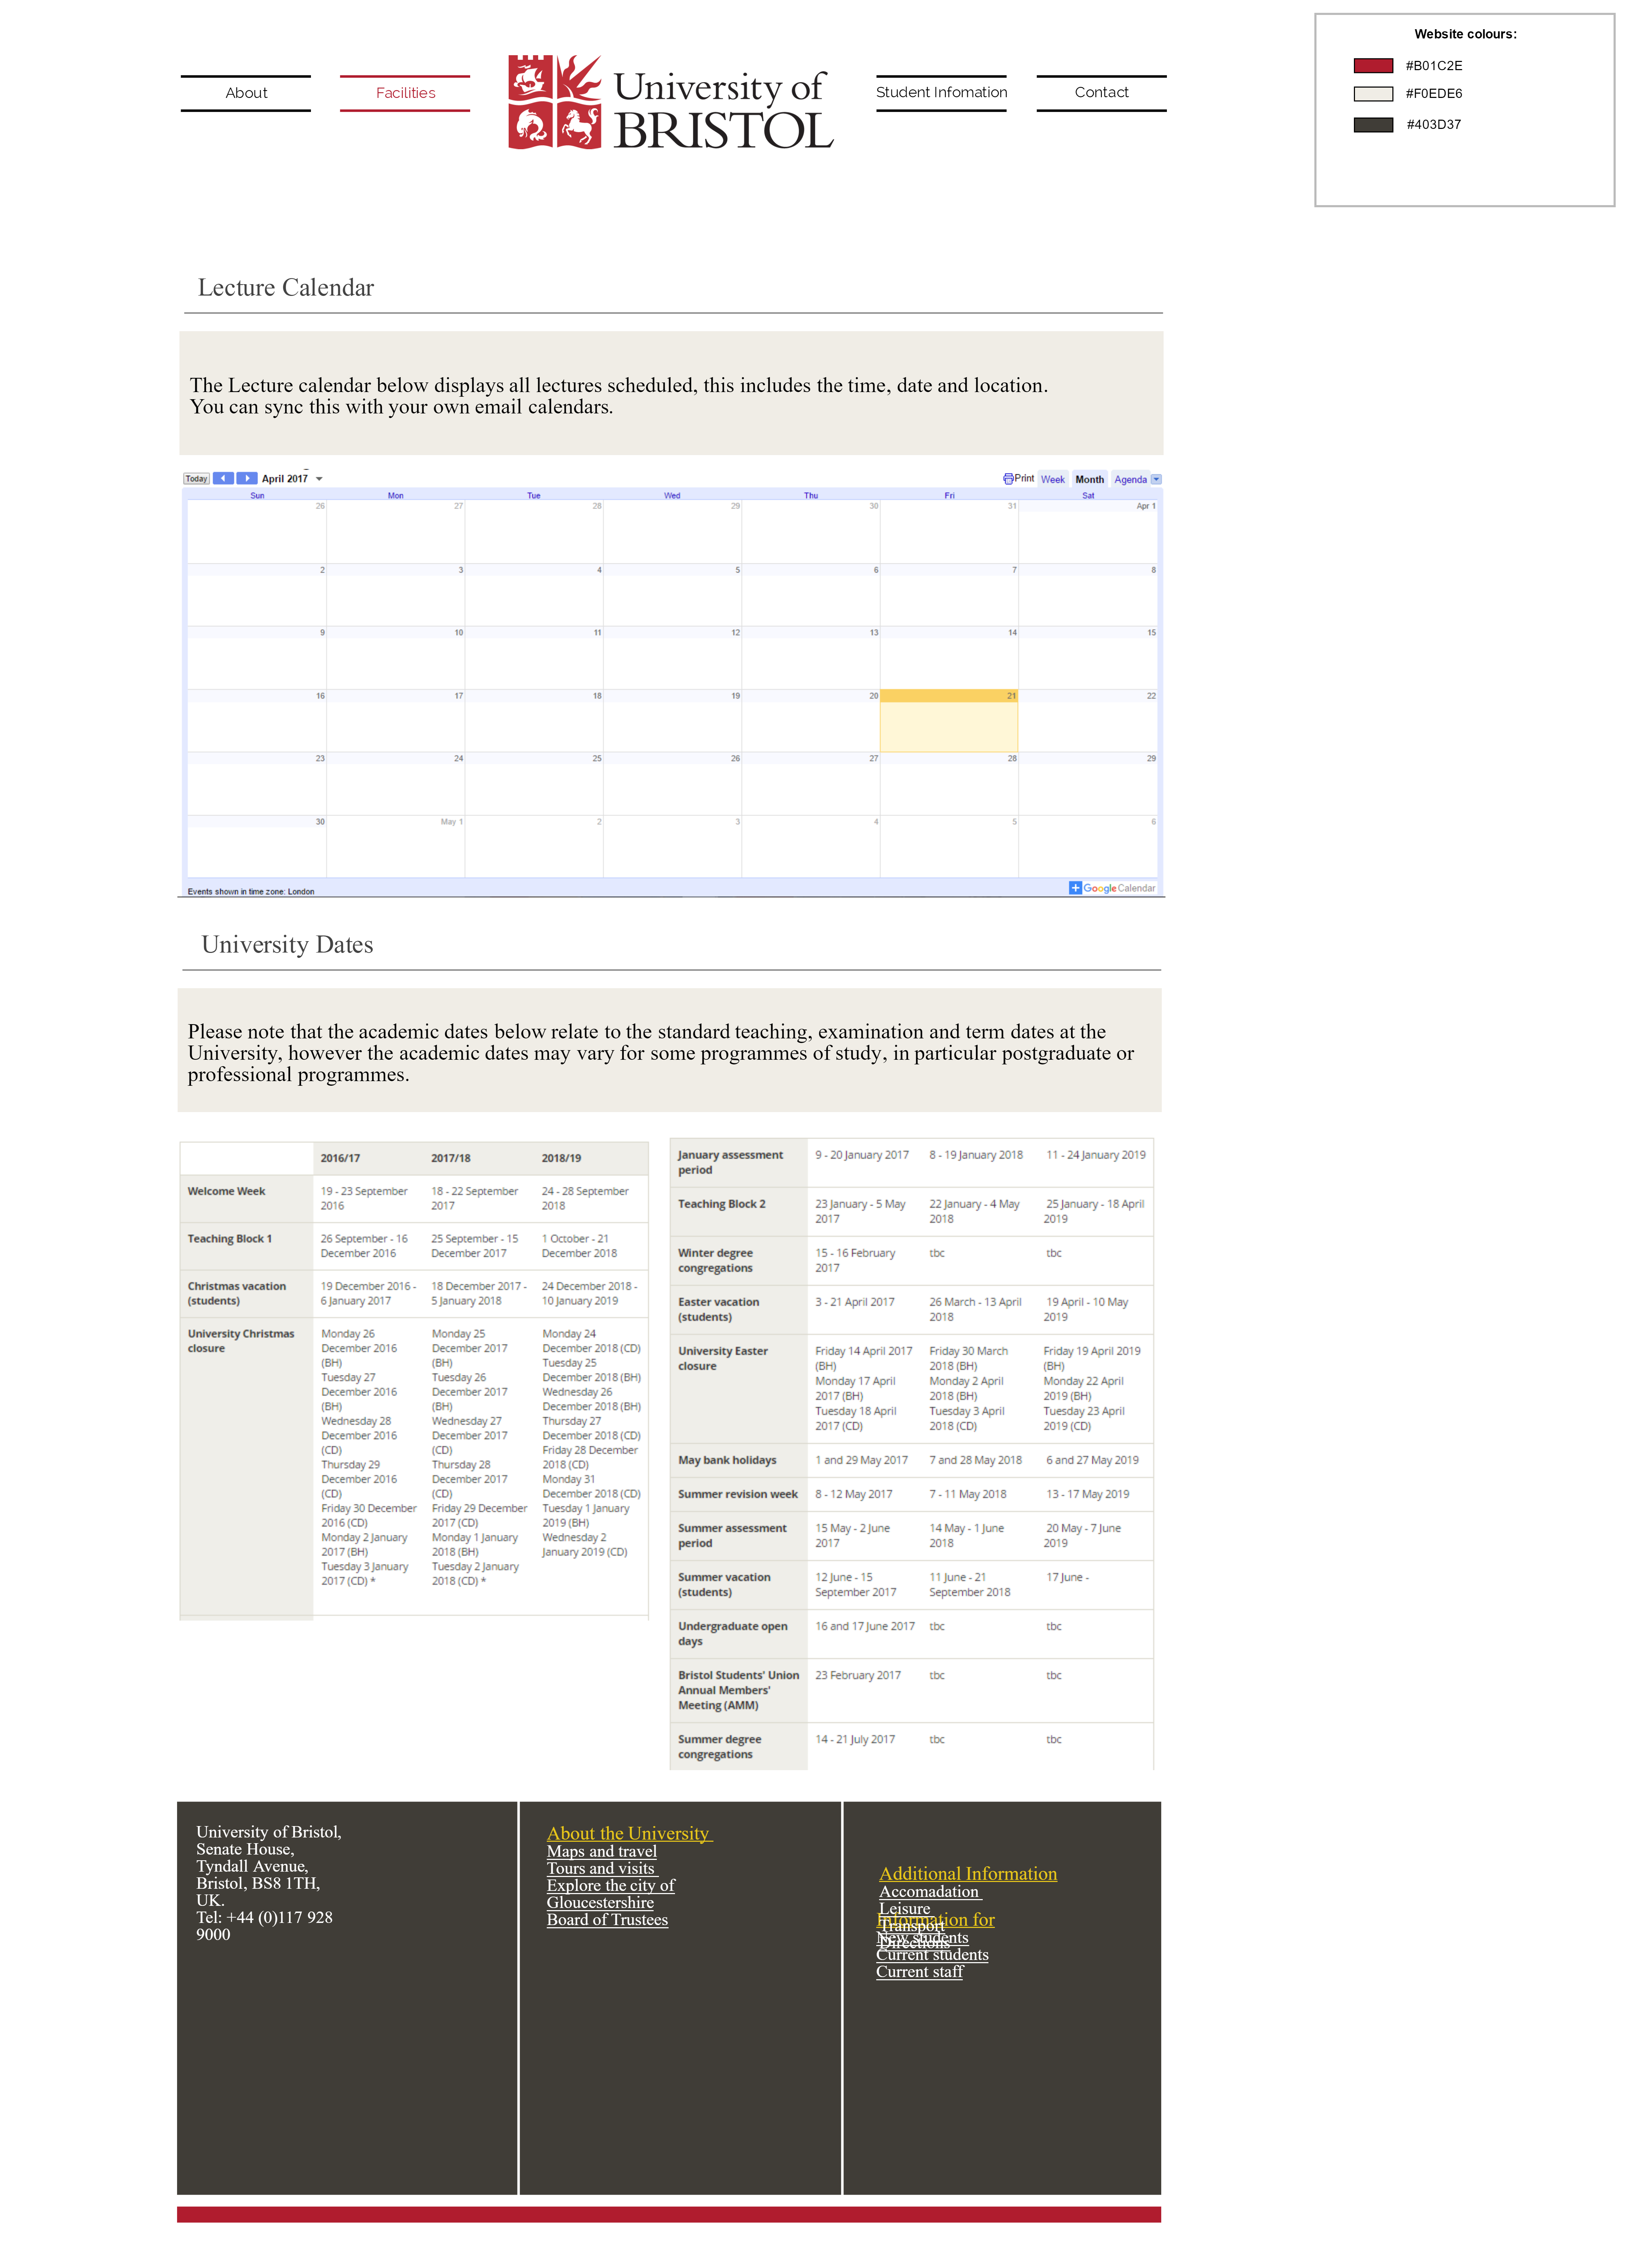 About
Facilities
University of
BRISTOL
Student Infomation
Contact
Website colours:
#B01C2E
#F0EDE6
#403D37
Lecture Calendar
The Lecture calendar below displays all lectures scheduled, this includes the time, date and location.
You can sync this with your own email calendars.
Today April 2017 Print Week Month Agenda
Sun Mon Tue Wed Thu Fri Sat
26 27 28 29 30 31 Apr 1
2 3 4 5 6 7 8
9 10 11 12 13 14 15
16 17 18 19 20 21 22
23 24 25 26 27 28 29
30 May 1 2 3 4 5 6
Events shown in time zone: London
Google Calendar
University Dates
Please note that the academic dates below relate to the standard teaching, examination and term dates at the
University, however the academic dates may vary for some programmes of study, in particular postgraduate or
professional programmes.
2016/17 2017/18 2018/19
Welcome Week 19 - 23 September 18 - 22 September 24 - 28 September
2016 2017 2018
Teaching Block 1 26 September - 16 25 September - 15 1 October - 21
December 2016 December 2017 December 2018
Christmas vacation 19 December 2016 - 18 December 2017 - 24 December 2018 -
(students) 6 January 2017 5 January 2018 10 January 2019
University Christmas Monday 26 Monday 25 Monday 24
closure December 2016 December 2017 December 2018 (CD)
(BH) (BH) Tuesday 25
Tuesday 27 Tuesday 26 December 2018 (BH)
December 2016 December 2017 Wednesday 26
(BH) (BH) December 2018 (BH)
Wednesday 28 Wednesday 27 Thursday 27
December 2016 December 2017 December 2018 (CD)
(CD) (CD) Friday 28 December
Thursday 29 Thursday 28 2018 (CD)
December 2016 December 2017 Monday 31
(CD) (CD) December 2018 (CD)
Friday 30 December Friday 29 December Tuesday 1 January
2016 (CD) 2017 (CD) 2019 (BH)
Monday 2 January Monday 1 January Wednesday 2
2017 (BH) 2018 (BH) January 2019 (CD)
Tuesday 3 January Tuesday 2 January
2017 (CD) * 2018 (CD) *
January assessment 9 - 20 January 2017 8 - 19 January 2018 11 - 24 January 2019
period
Teaching Block 2 23 January - 5 May 22 January - 4 May 25 January - 18 April
2017 2018 2019
Winter degree 15 - 16 February tbc tbc
congregations 2017
Easter vacation 3 - 21 April 2017 26 March - 13 April 19 April - 10 May
(students) 2018 2019
University Easter Friday 14 April 2017 Friday 30 March Friday 19 April 2019
closure (BH) 2018 (BH) (BH)
Monday 17 April Monday 2 April Monday 22 April
2017 (BH) 2018 (BH) 2019 (BH)
Tuesday 18 April Tuesday 3 April Tuesday 23 April
2017 (CD) 2018 (CD) 2019 (CD)
May bank holidays 1 and 29 May 2017 7 and 28 May 2018 6 and 27 May 2019
Summer revision week 8 - 12 May 2017 7 - 11 May 2018 13 - 17 May 2019
Summer assessment 15 May - 2 June 14 May - 1 June 20 May - 7 June
period 2017 2018 2019
Summer vacation 12 June - 15 11 June - 21 17 June -
(students) September 2017 September 2018
Undergraduate open 16 and 17 June 2017 tbc tbc
days
Bristol Students' Union 23 February 2017 tbc tbc
Annual Members'
Meeting (AMM)
Summer degree 14 - 21 July 2017 tbc tbc
congregations
University of Bristol,
Senate House,
Tyndall Avenue,
Bristol, BS8 1TH,
UK.
Tel: +44 (0)117 928
9000
About the University
Maps and travel
Tours and visits
Explore the city of
Gloucestershire
Board of Trustees
Additional Information
Accomadation
Leisure
Transport
Directions
Information for
New students
Current students
Current staff